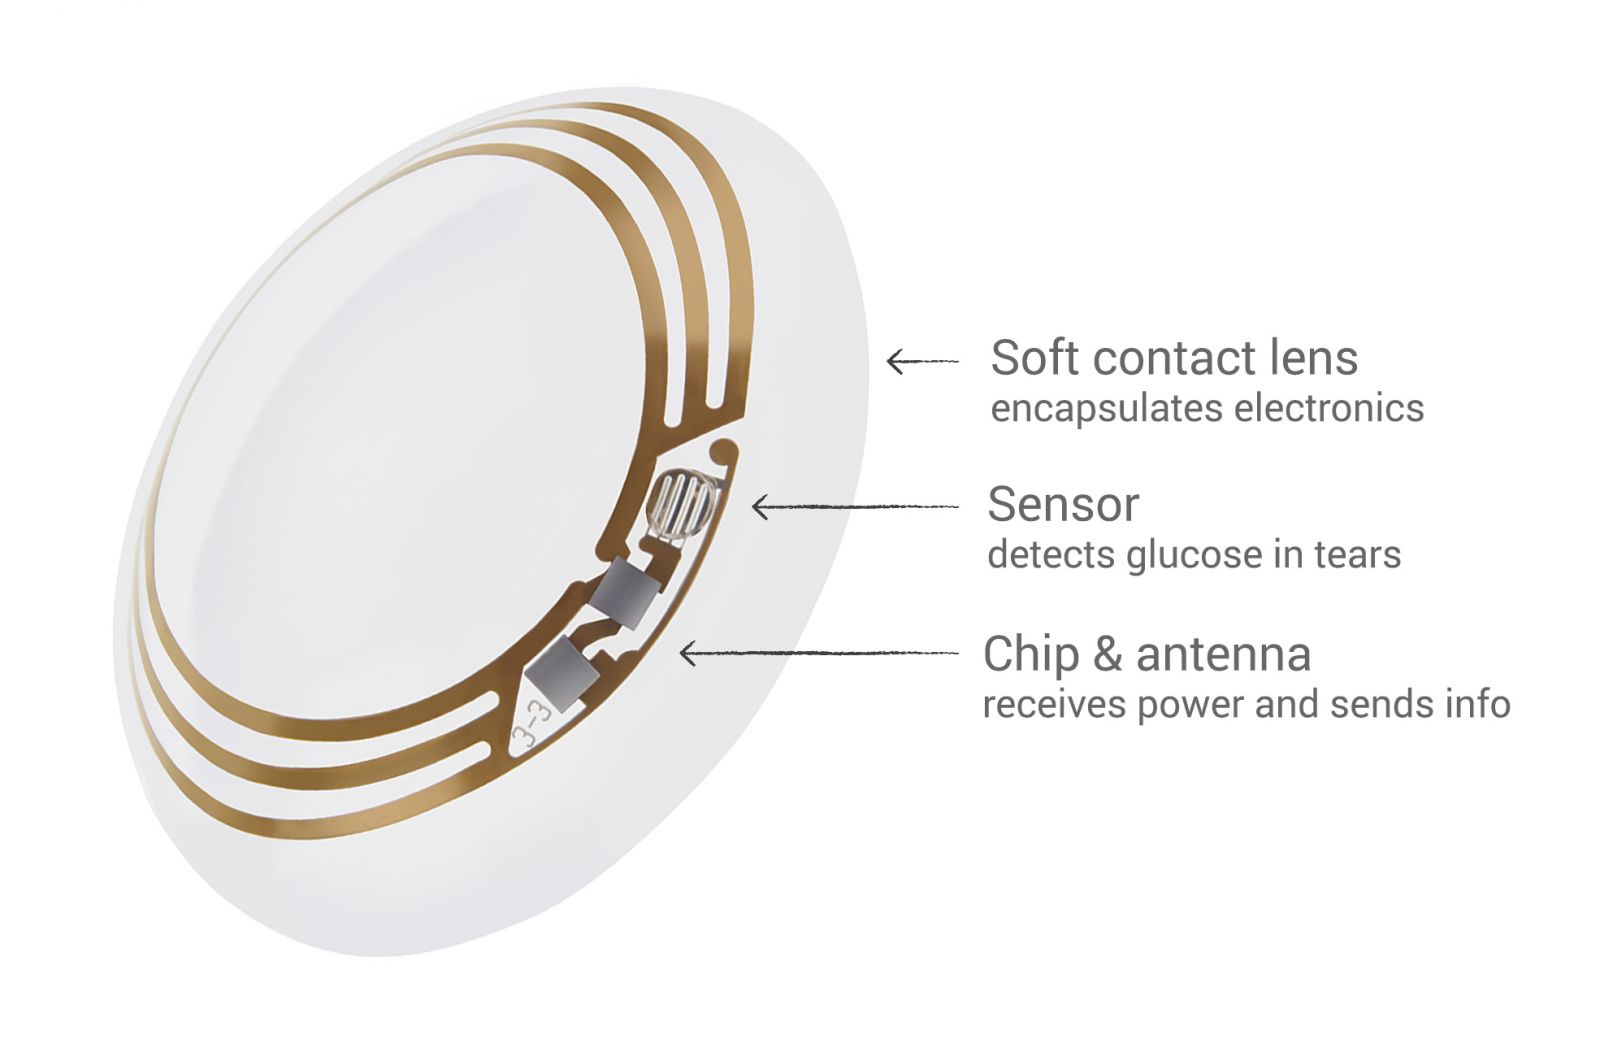 Soft contact lens
encapsulates electronics
Sensor
detects glucose in tears
Chip & antenna
receives power and sends info
3-3